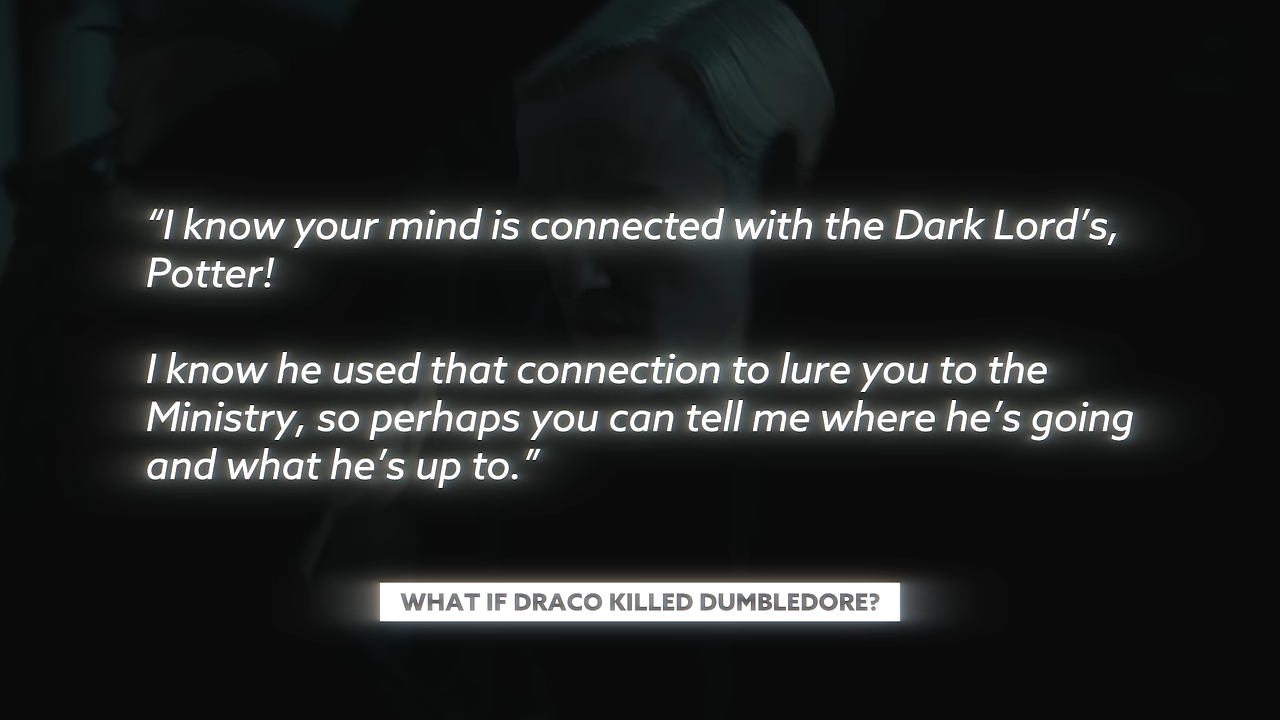 “I know your mind is connected with the Dark Lord’s,
Potter!
I know he used that connection to lure you to the
Ministry, so perhaps you can tell me where he’s going
and what he’s up to.”
WHAT IF DRACO KILLED DUMBLEDORE?